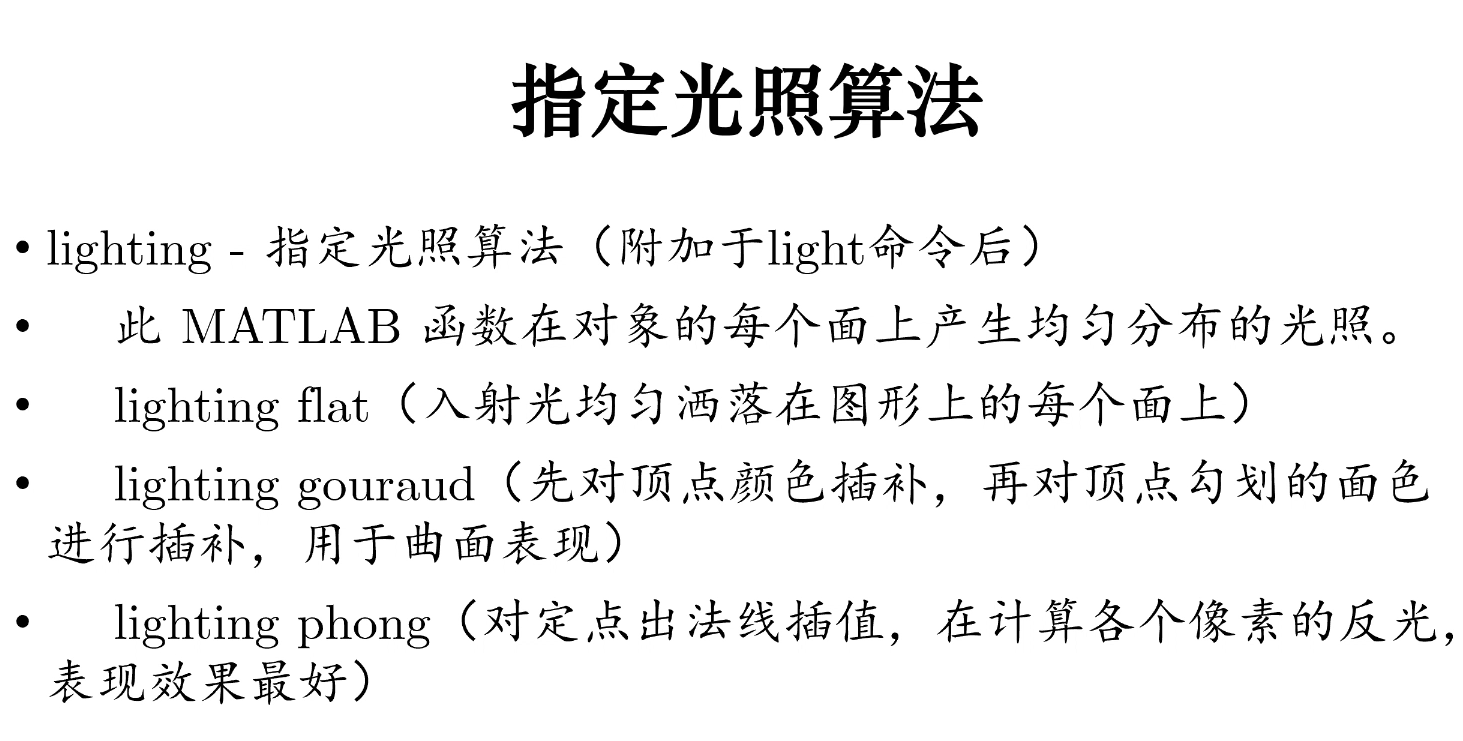 指定光照算法
• lighting - 指定光照算法（附加于light命令后）
• 此 MATLAB 函数在对象的每个面上产生均匀分布的光照。
• lighting flat（入射光均匀洒落在图形上的每个面上）
• lighting gouraud（先对顶点颜色插补，再对顶点勾划的面色
进行插补，用于曲面表现）
• lighting phong（对定点出法线插值，在计算各个像素的反光，
表现效果最好）